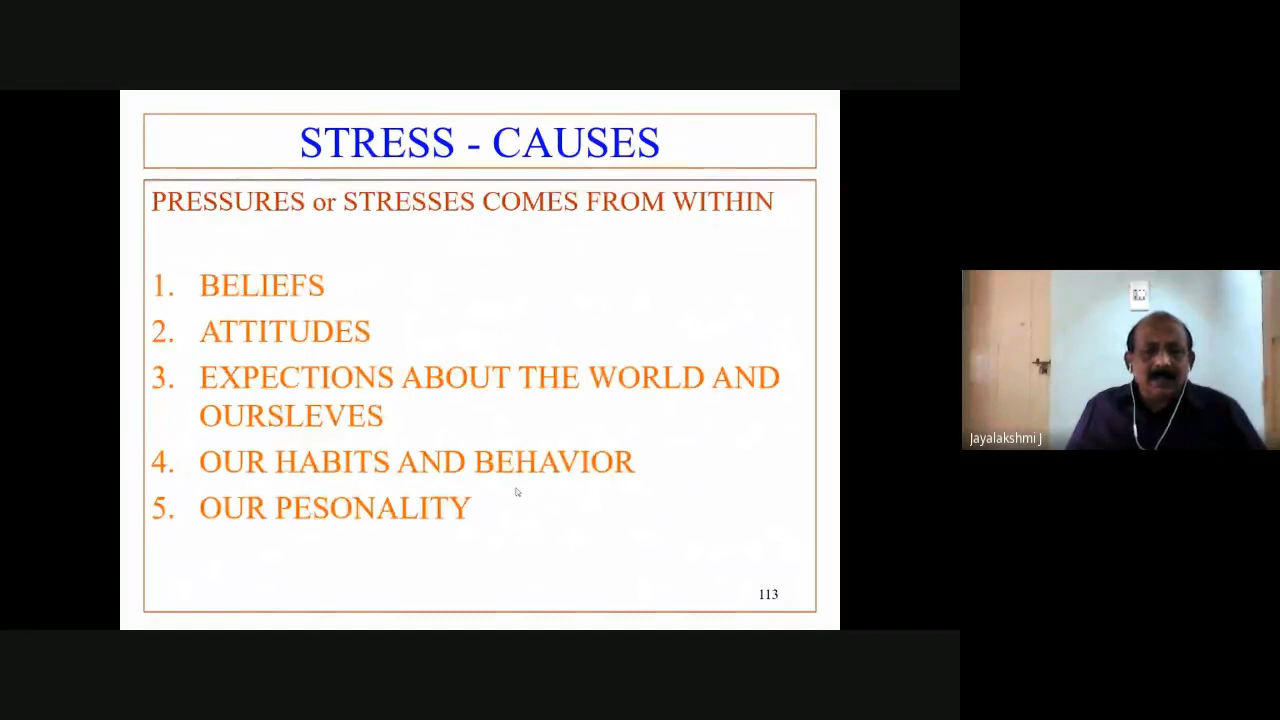 STRESS - CAUSES
PRESSURES or STRESSES COMES FROM WITHIN
1. BELIEFS
2. ATTITUDES
3. EXPECTIONS ABOUT THE WORLD AND
OURSLEVES
4. OUR HABITS AND BEHAVIOR
5. OUR PESONALITY
113
Jayalakshmi J